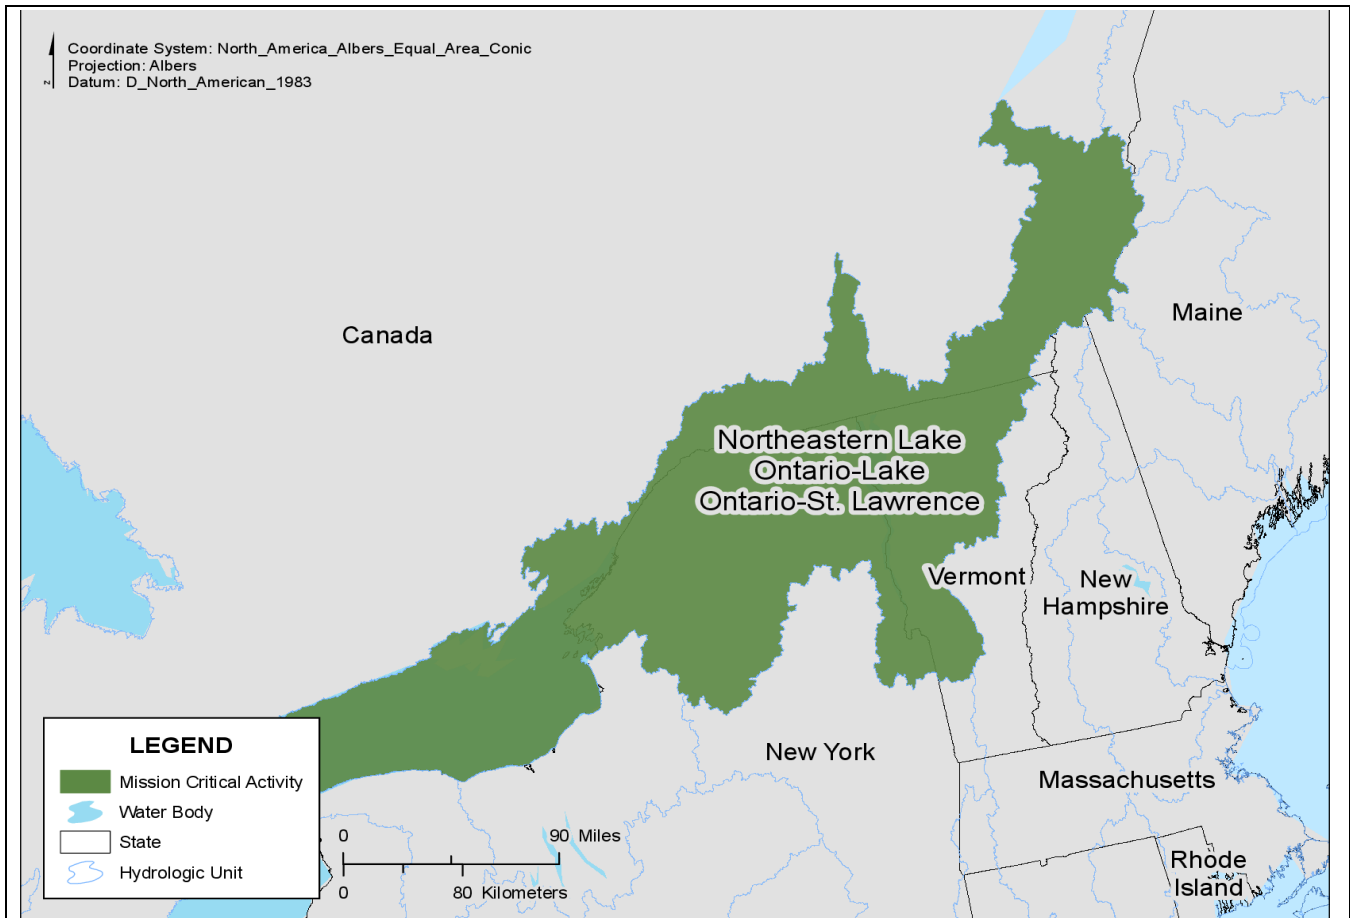 Coordinate System: North_America_Albers_Equal_Area_Conic
Projection: Albers
Datum: D_North_American_1983
z
Canada
Maine
Northeastern Lake
Ontario-Lake
Ontario-St. Lawrence
Vermont
New
Hampshire
New York
Massachusetts
Rhode
Island
LEGEND
Mission Critical Activity
Water Body
State
Hydrologic Unit
0 90 Miles
0 80 Kilometers